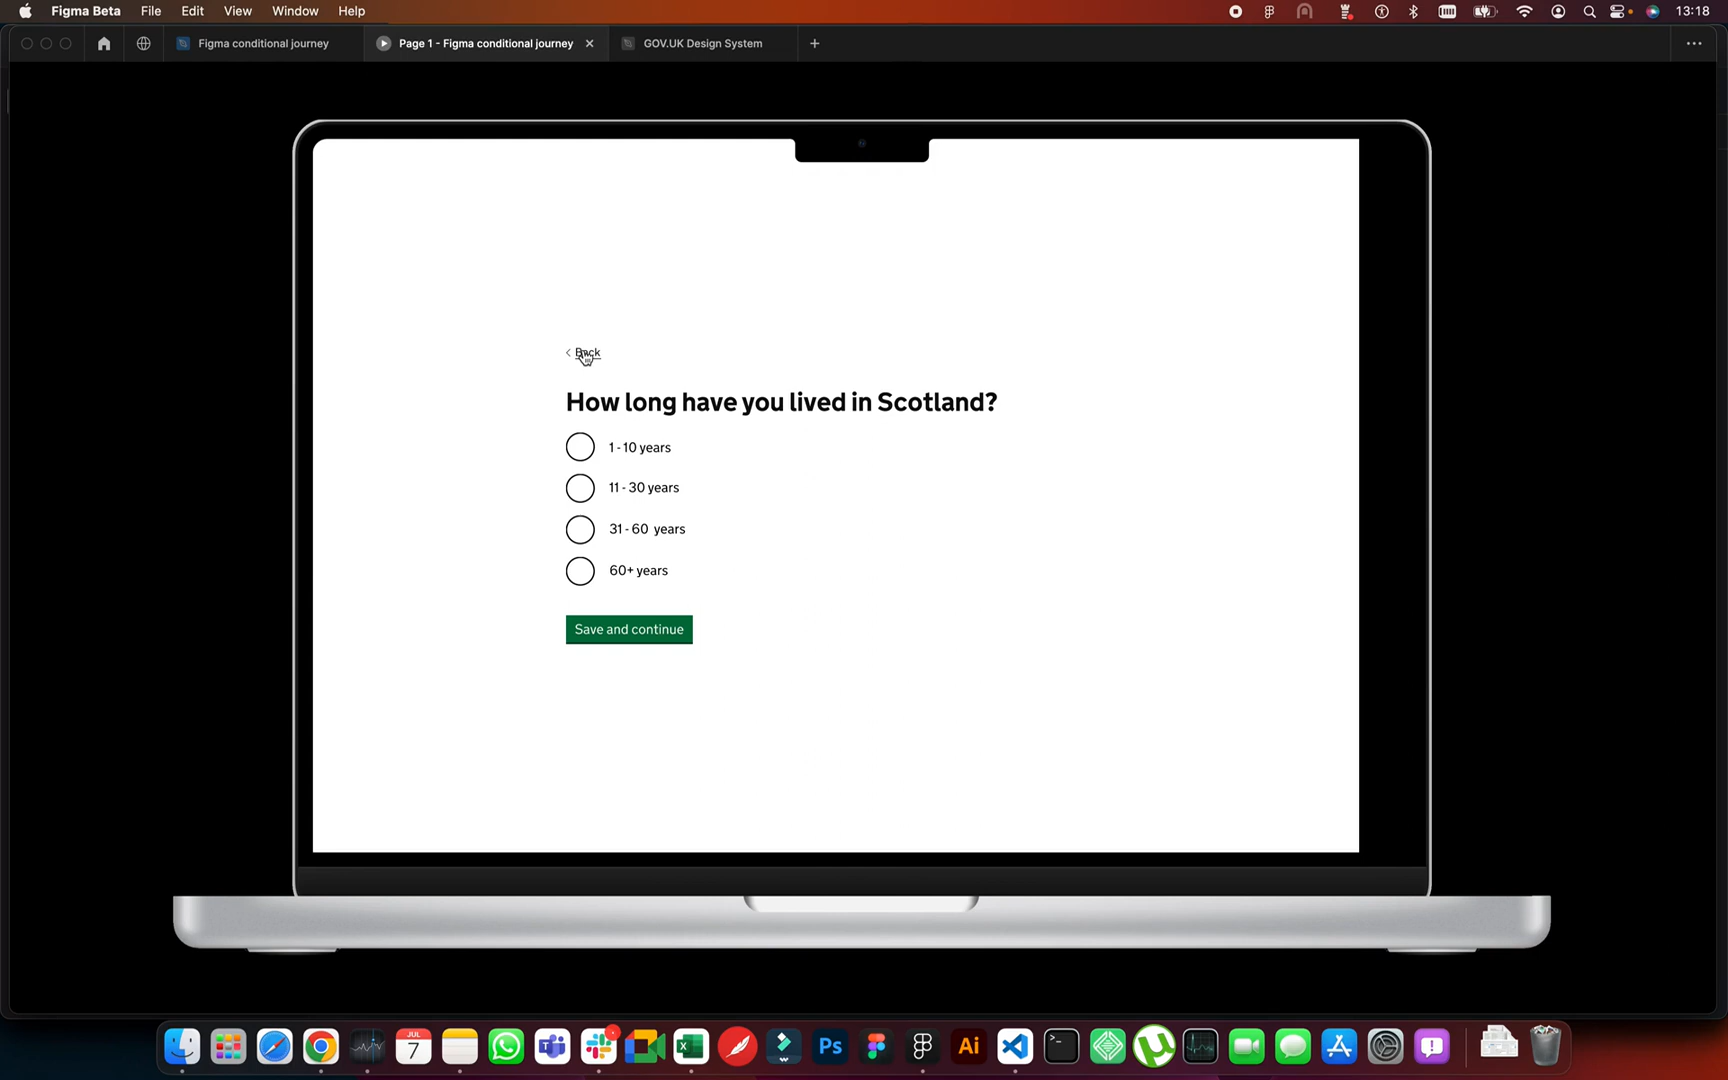 Figma Beta File Edit View Window Help 13:18
Figma conditional journey Page 1 - Figma conditional journey GOV.UK Design System
Back
How long have you lived in Scotland?
1 - 10 years
11 - 30 years
31 - 60 years
60+ years
Save and continue
JUL
7
Ps
Ai